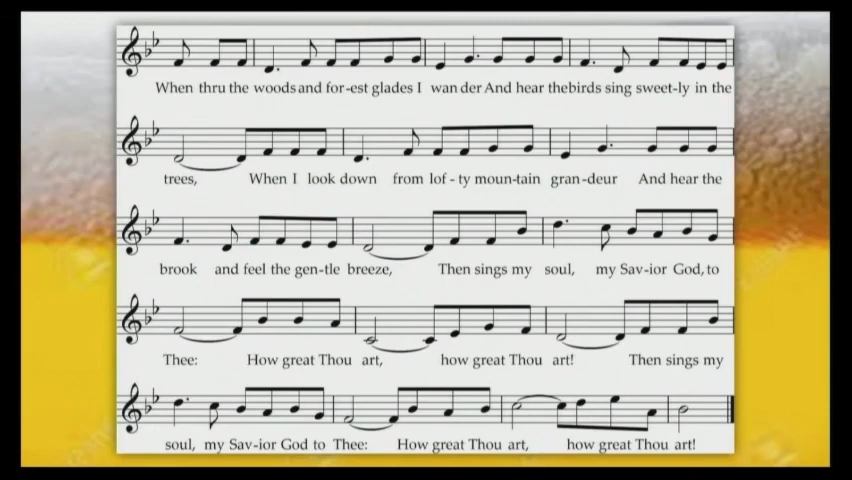 When thru the woods and for-est glades I wan der And hear the birds sing sweet-ly in the
trees, When I look down from lof - ty moun-tain gran-deur And hear the
brook and feel the gen-tle breeze, Then sings my soul, my Sav-ior God, to
Thee: How great Thou art, how great Thou art! Then sings my
soul, my Sav-ior God to Thee: How great Thou art, how great Thou art!